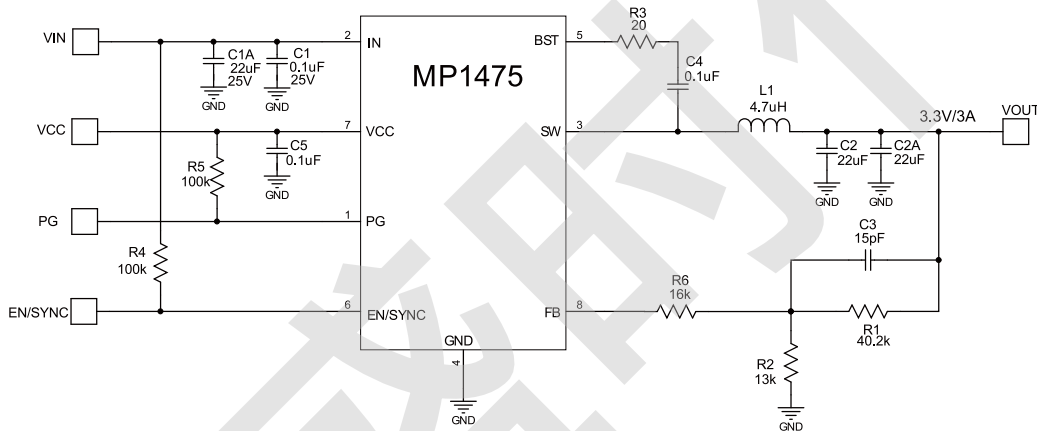 VIN
2
IN
C1A
22uF
25V
GND
C1
0.1uF
25V
GND
MP1475
BST
5
R3
20
C4
0.1uF
VCC
7
VCC
R5
100k
C5
0.1uF
GND
SW
3
L1
4.7uH
3.3V/3A
VOUT
C2
22uF
GND
C2A
22uF
GND
PG
1
PG
R4
100k
C3
15pF
EN/SYNC
6
EN/SYNC
FB
8
R6
16k
R1
40.2k
GND
4
GND
R2
13k
GND